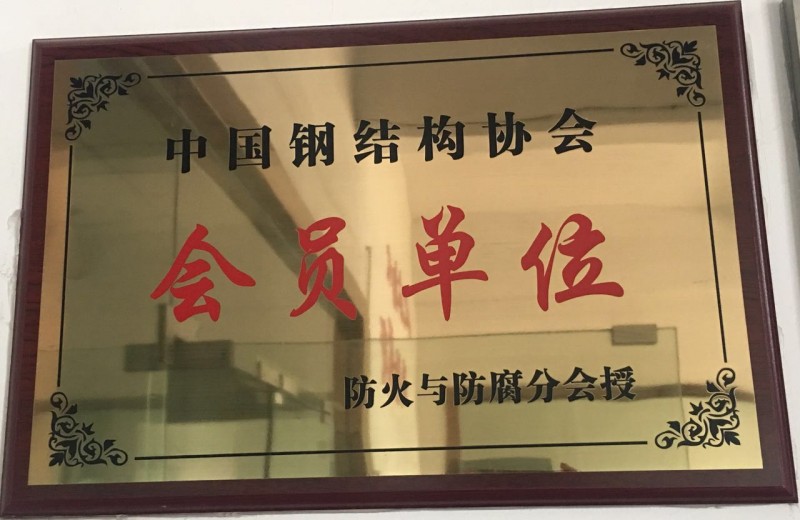 中国钢结构协会
会员单位
防火与防腐分会授